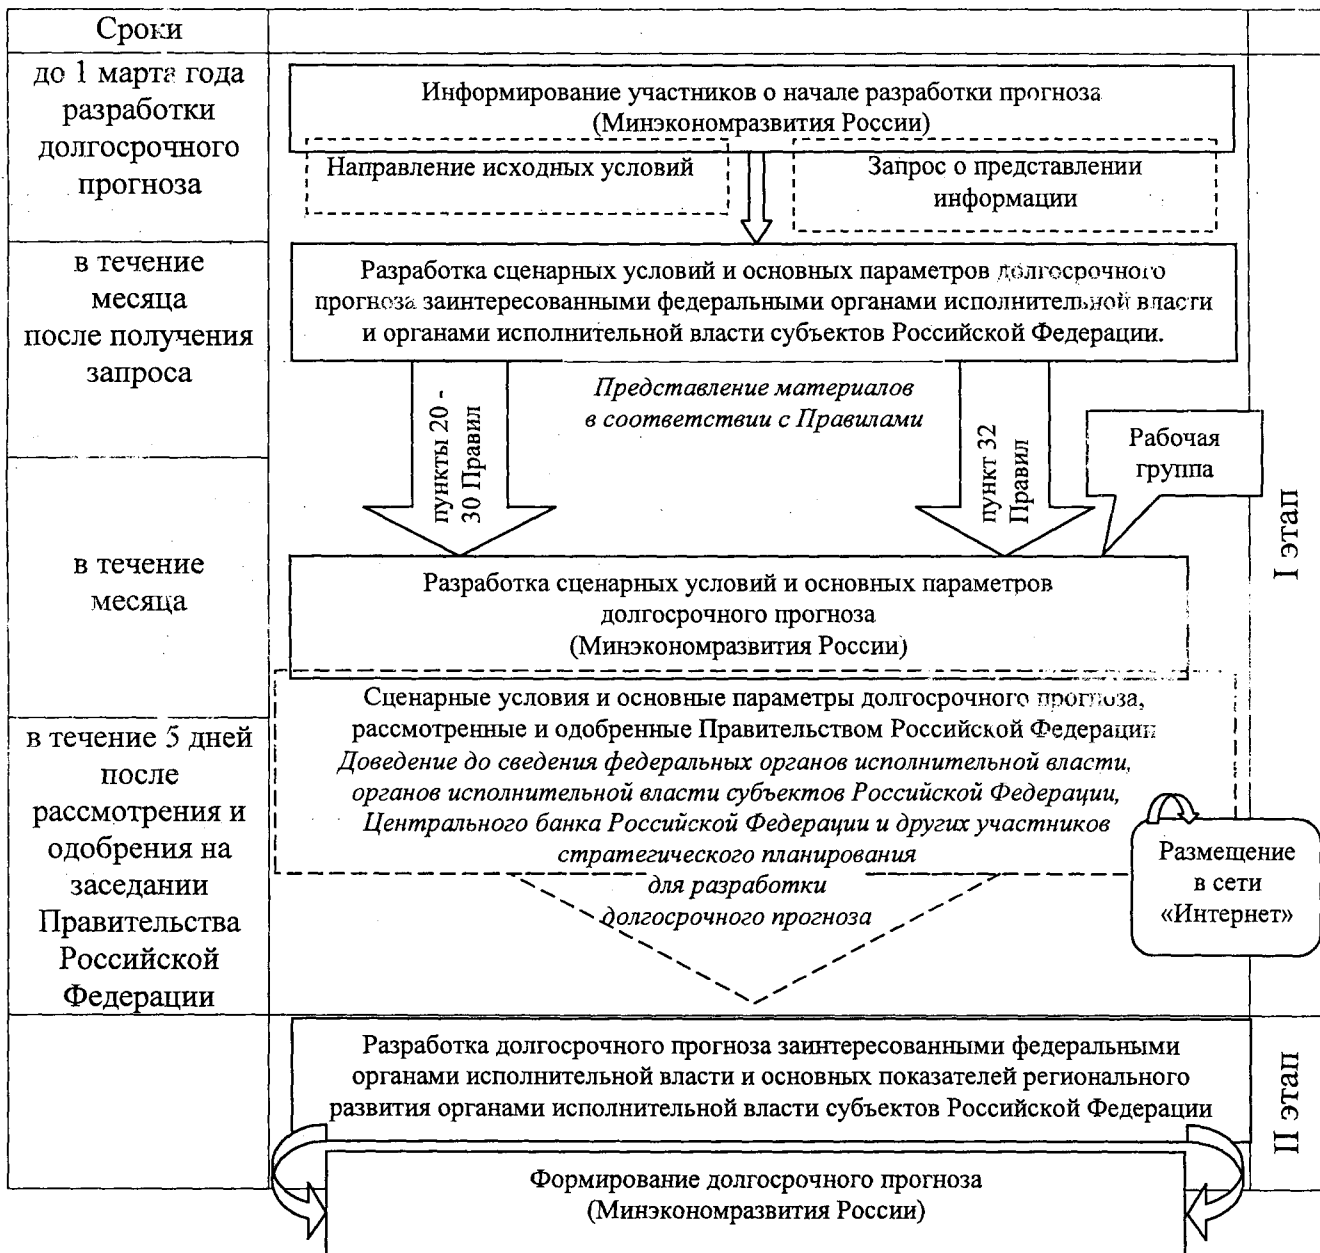 Сроки
до 1 марта года
разработки
долгосрочного
прогноза
Информирование участников о начале разработки прогноза
(Минэкономразвития России)
Направление исходных условий
Запрос о представлении
информации
в течение
месяца
после получения
запроса
Разработка сценарных условий и основных параметров долгосрочного
прогноза заинтересованными федеральными органами исполнительной власти
и органами исполнительной власти субъектов Российской Федерации.
Представление материалов
в соответствии с Правилами
пункты 20 -
30 Правил
пункт 32
Правил
Рабочая
группа
I этап
в течение
месяца
Разработка сценарных условий и основных параметров
долгосрочного прогноза
(Минэкономразвития России)
Сценарные условия и основные параметры долгосрочного прогноза,
рассмотренные и одобренные Правительством Российской Федерации
Доведение до сведения федеральных органов исполнительной власти,
органов исполнительной власти субъектов Российской Федерации,
Центрального банка Российской Федерации и других участников
стратегического планирования
для разработки
долгосрочного прогноза
в течение 5 дней
после
рассмотрения и
одобрения на
заседании
Правительства
Российской
Федерации
Размещение
в сети
«Интернет»
Разработка долгосрочного прогноза заинтересованными федеральными
органами исполнительной власти и основных показателей регионального
развития органами исполнительной власти субъектов Российской Федерации
II этап
Формирование долгосрочного прогноза
(Минэкономразвития России)